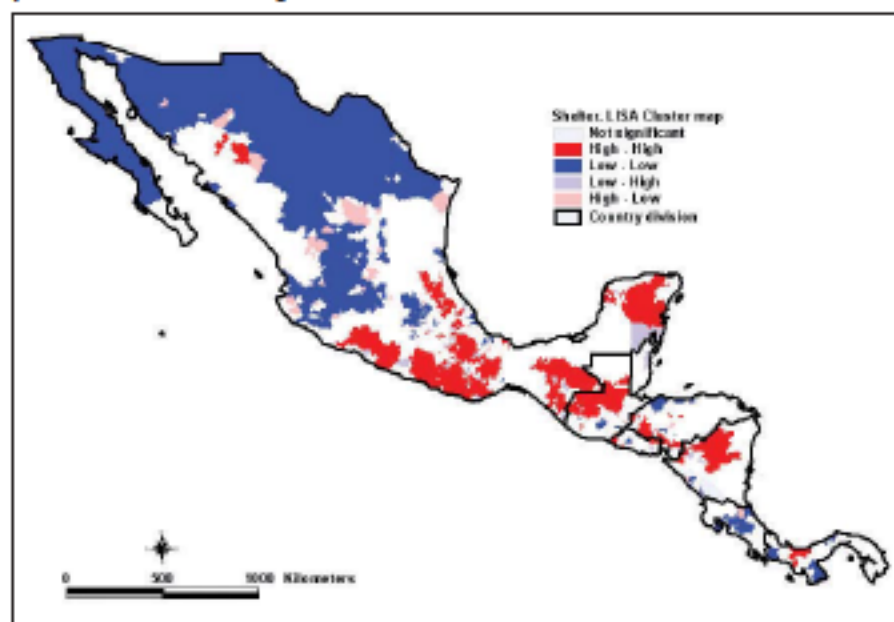 Shelter. LISA Cluster map
Not significant
High - High
Low - Low
Low - High
High - Low
Country division
0 500 1000 Kilometers